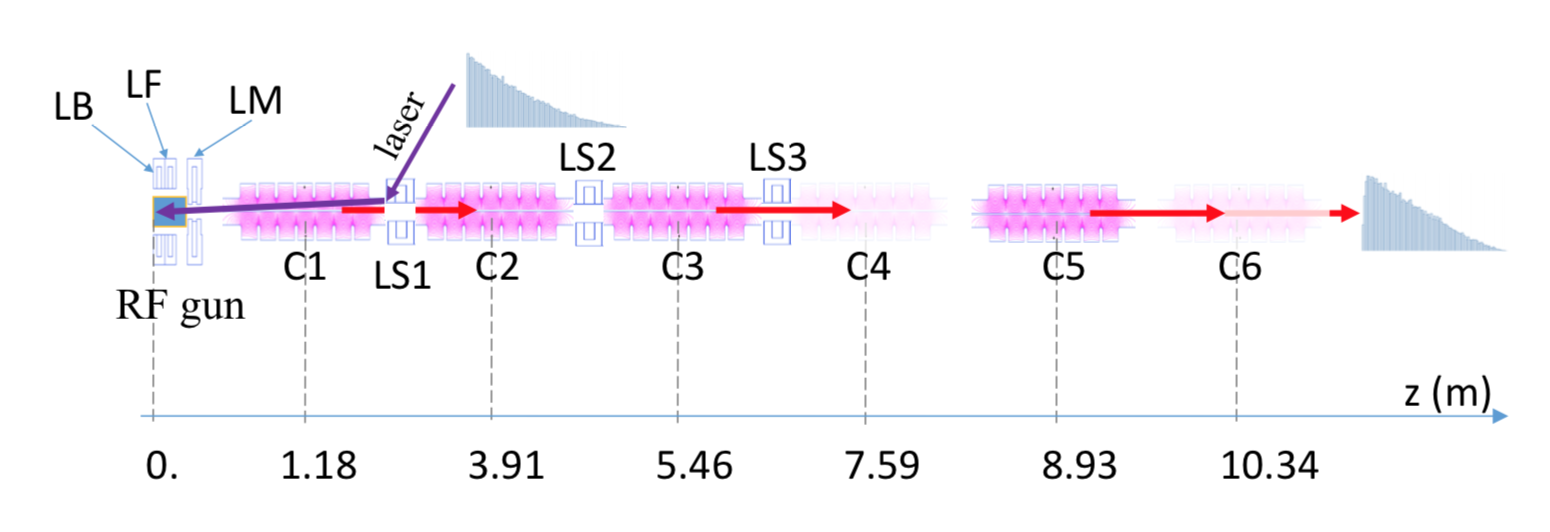 LB
LF
LM
laser
LS2
LS3
C1
LS1
C2
C3
C4
C5
C6
RF gun
z (m)
0.
1.18
3.91
5.46
7.59
8.93
10.34